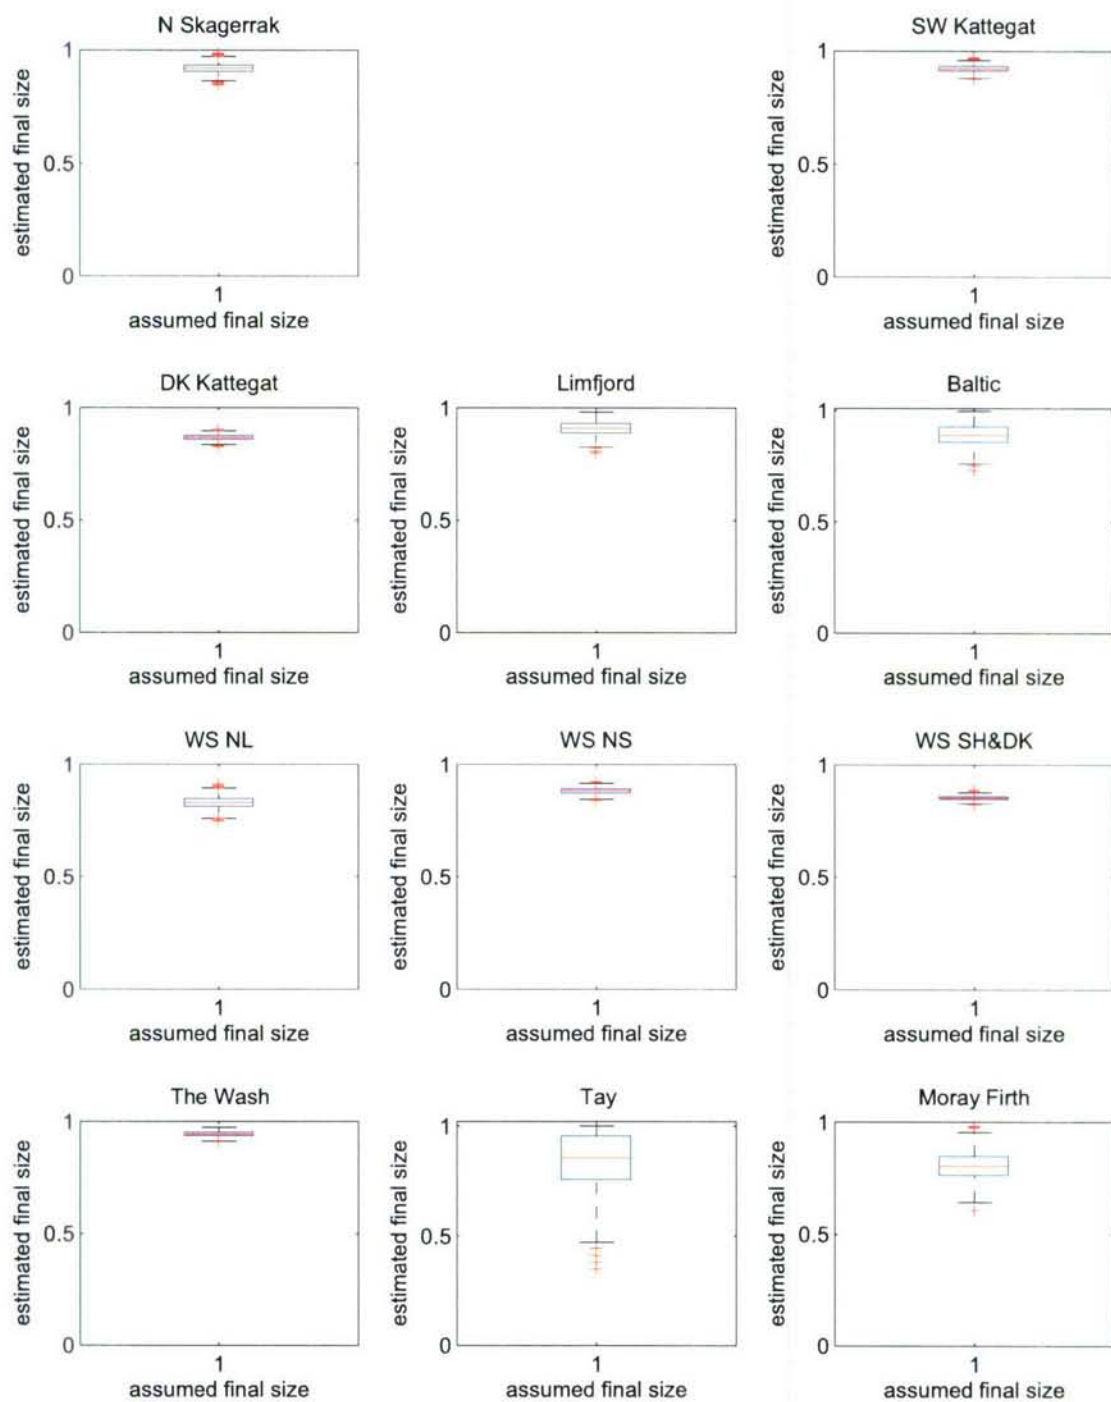 N Skagerrak
1
0.5
0
estimated final size
1
assumed final size
SW Kattegat
1
0.5
0
estimated final size
1
assumed final size
DK Kattegat
1
0.5
0
estimated final size
1
assumed final size
Limfjord
1
0.5
0
estimated final size
1
assumed final size
Baltic
1
0.5
0
estimated final size
1
assumed final size
WS NL
1
0.5
0
estimated final size
1
assumed final size
WS NS
1
0.5
0
estimated final size
1
assumed final size
WS SH&DK
1
0.5
0
estimated final size
1
assumed final size
The Wash
1
0.5
0
estimated final size
1
assumed final size
Tay
1
0.5
0
estimated final size
1
assumed final size
Moray Firth
1
0.5
0
estimated final size
1
assumed final size